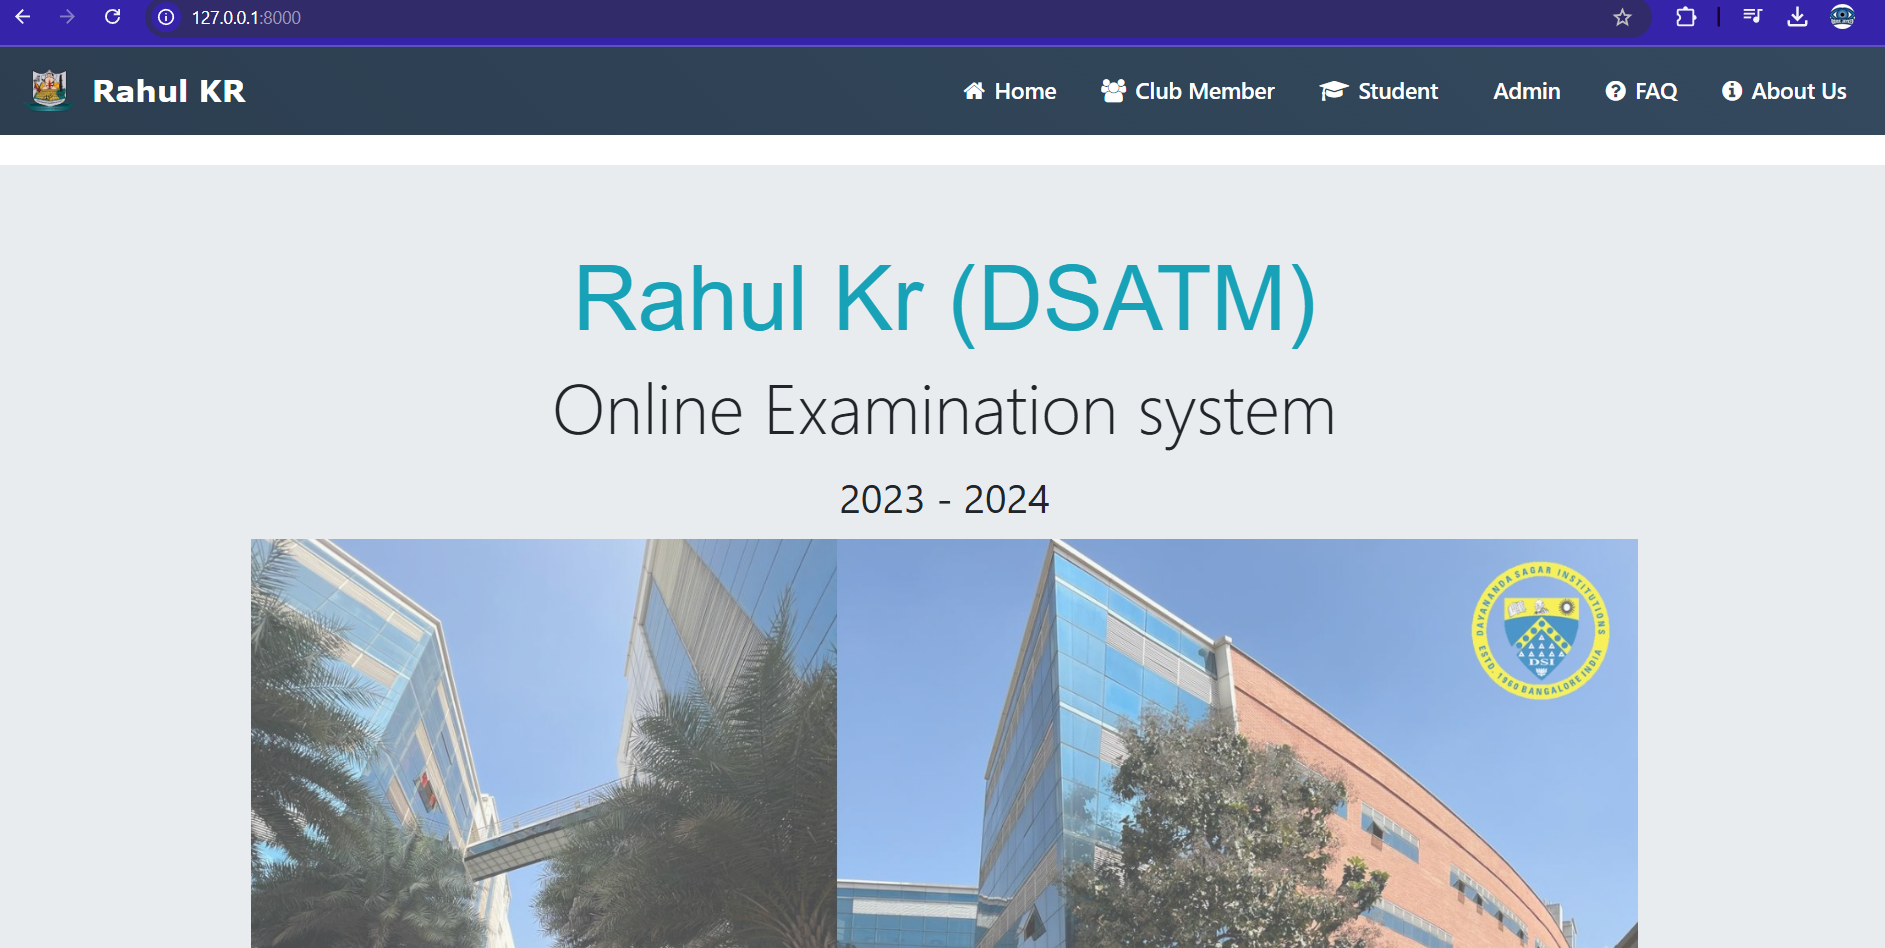 127.0.0.1:8000
Rahul KR
Home
Club Member
Student
Admin
FAQ
About Us
Rahul Kr (DSATM)
Online Examination system
2023 - 2024
DAYANANDA SAGAR INSTITUTIONS
DSI
ESTD. 1960 BANGALORE INDIA